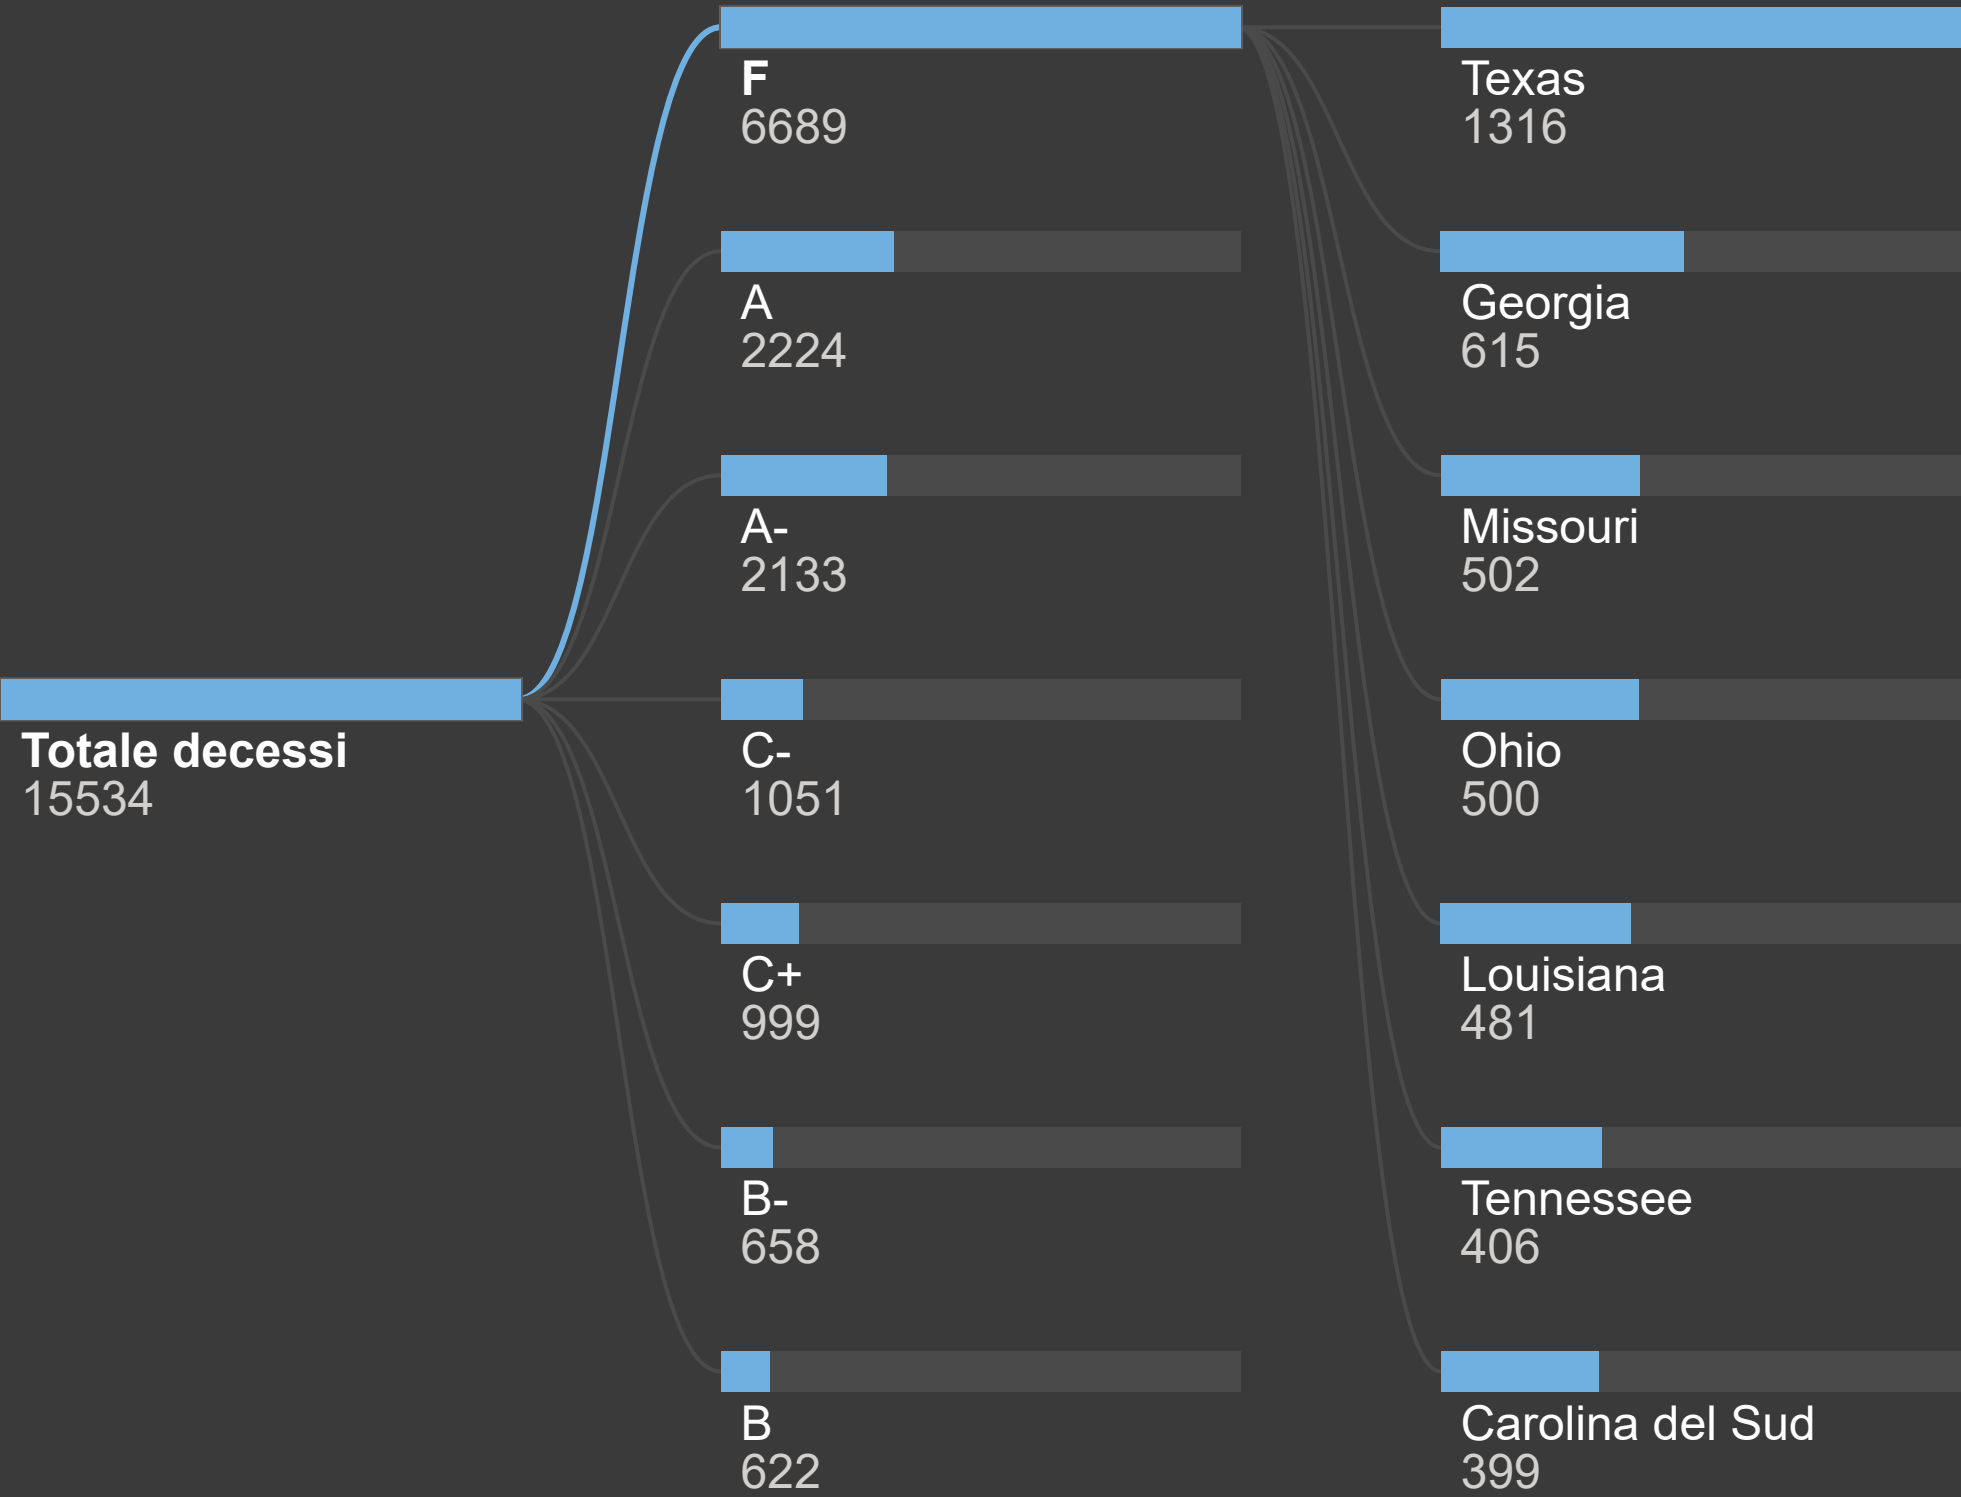 Totale decessi
15534
F
6689
A
2224
A-
2133
C-
1051
C+
999
B-
658
B
622
Texas
1316
Georgia
615
Missouri
502
Ohio
500
Louisiana
481
Tennessee
406
Carolina del Sud
399